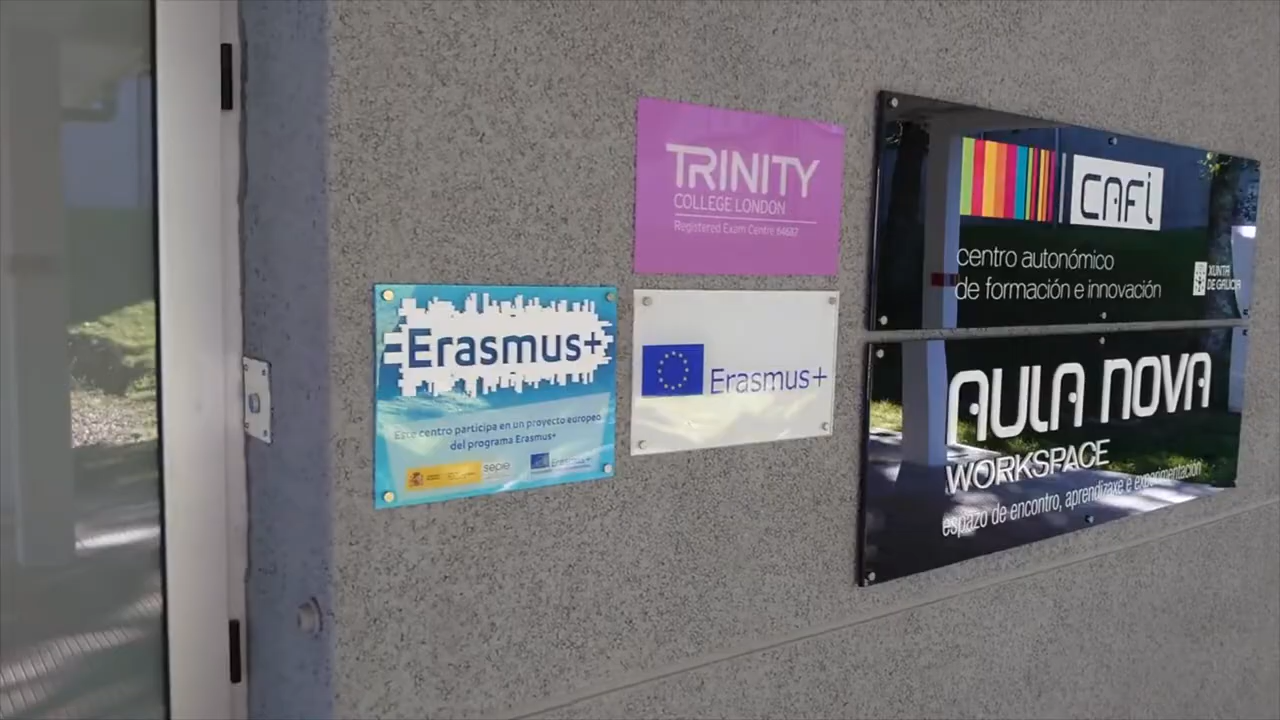 TRINITY
COLLEGE LONDON
Registered Exam Centre 64687
CAFi
centro autonómico
de formación e innovación
XUNTA
DE GALICIA
Erasmus+
Este centro participa en un proyecto europeo
del programa Erasmus+
sepie
Erasmus+
Erasmus+
AULA NOVA
WORKSPACE
espazo de encontro, aprendizaxe e experimentación